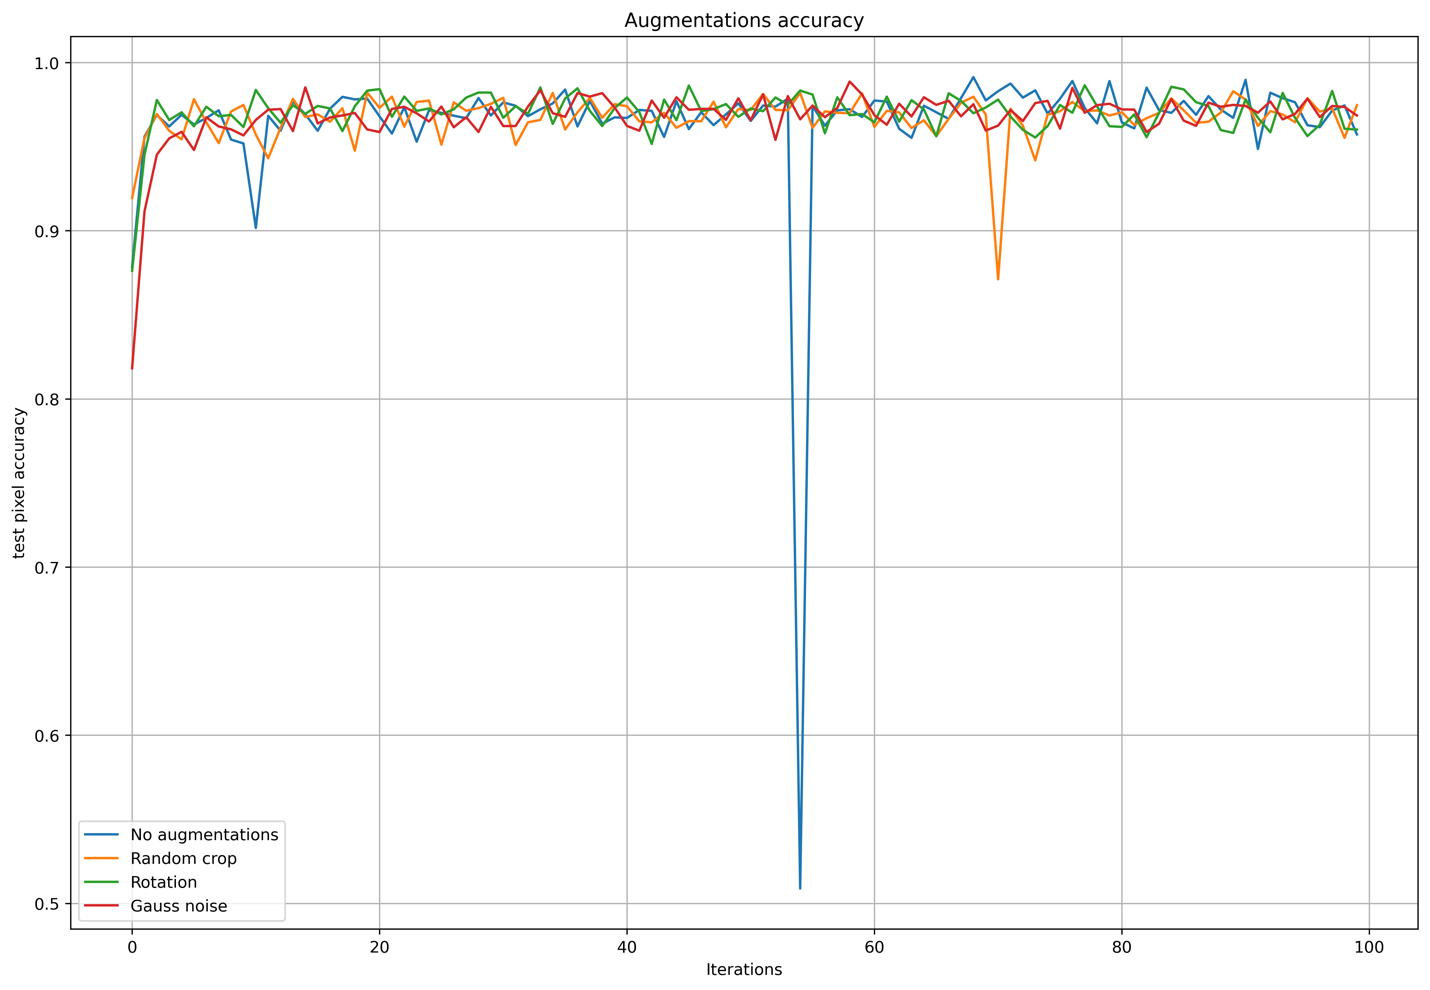 Augmentations accuracy
test pixel accuracy
1.0
0.9
0.8
0.7
0.6
0.5
No augmentations
Random crop
Rotation
Gauss noise
0 20 40 60 80 100
Iterations